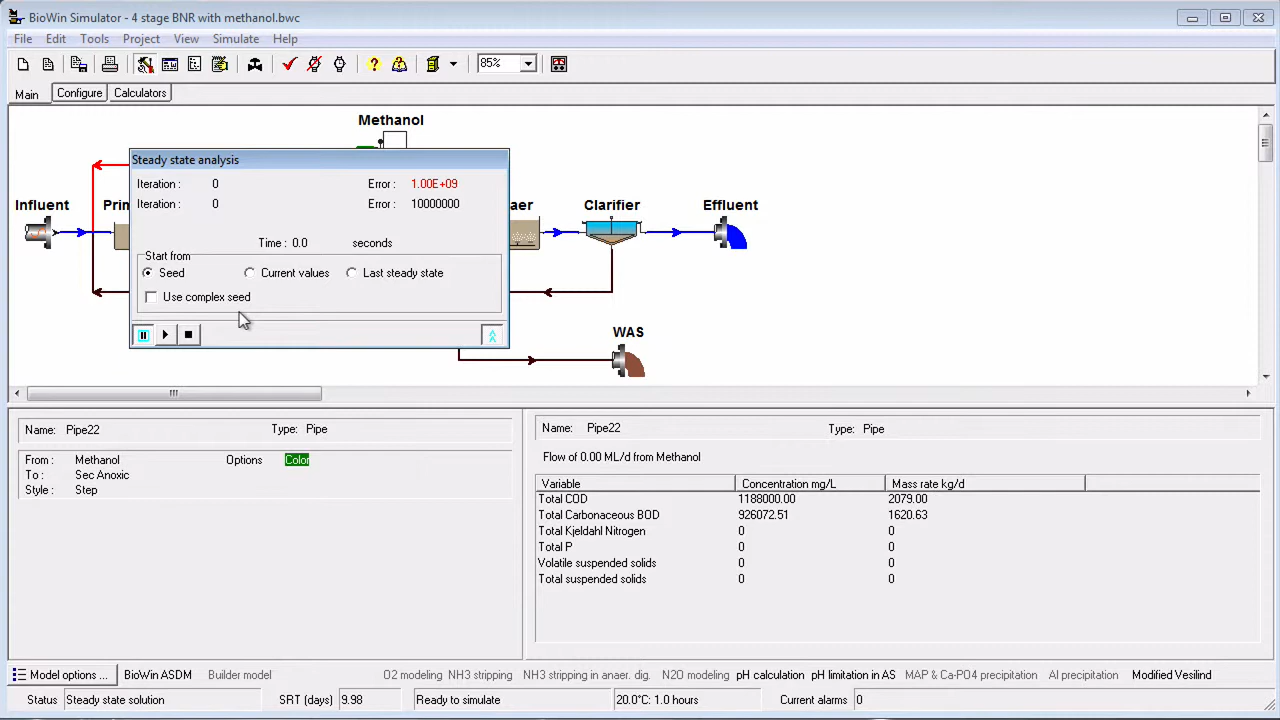 BioWin Simulator - 4 stage BNR with methanol.bwc
File Edit Tools Project View Simulate Help
85%
Main Configure Calculators
Methanol
Steady state analysis
Iteration : 0 Error : 1.00E+09
Iteration : 0 Error : 10000000
Time : 0.0 seconds
Start from
Seed Current values Last steady state
Use complex seed
Influent
Prim
aer
Clarifier
Effluent
WAS
Name: Pipe22 Type: Pipe
From : Methanol Options Color
To : Sec Anoxic
Style : Step
Name: Pipe22 Type: Pipe
Flow of 0.00 ML/d from Methanol
Variable Concentration mg/L Mass rate kg/d
Total COD 1188000.00 2079.00
Total Carbonaceous BOD 926072.51 1620.63
Total Kjeldahl Nitrogen 0 0
Total P 0 0
Volatile suspended solids 0 0
Total suspended solids 0 0
Model options ... BioWin ASDM Builder model O2 modeling NH3 stripping NH3 stripping in anaer. dig. N2O modeling pH calculation pH limitation in AS MAP & Ca-PO4 precipitation Al precipitation Modified Vesilind
Status Steady state solution SRT (days) 9.98 Ready to simulate 20.0°C: 1.0 hours Current alarms 0